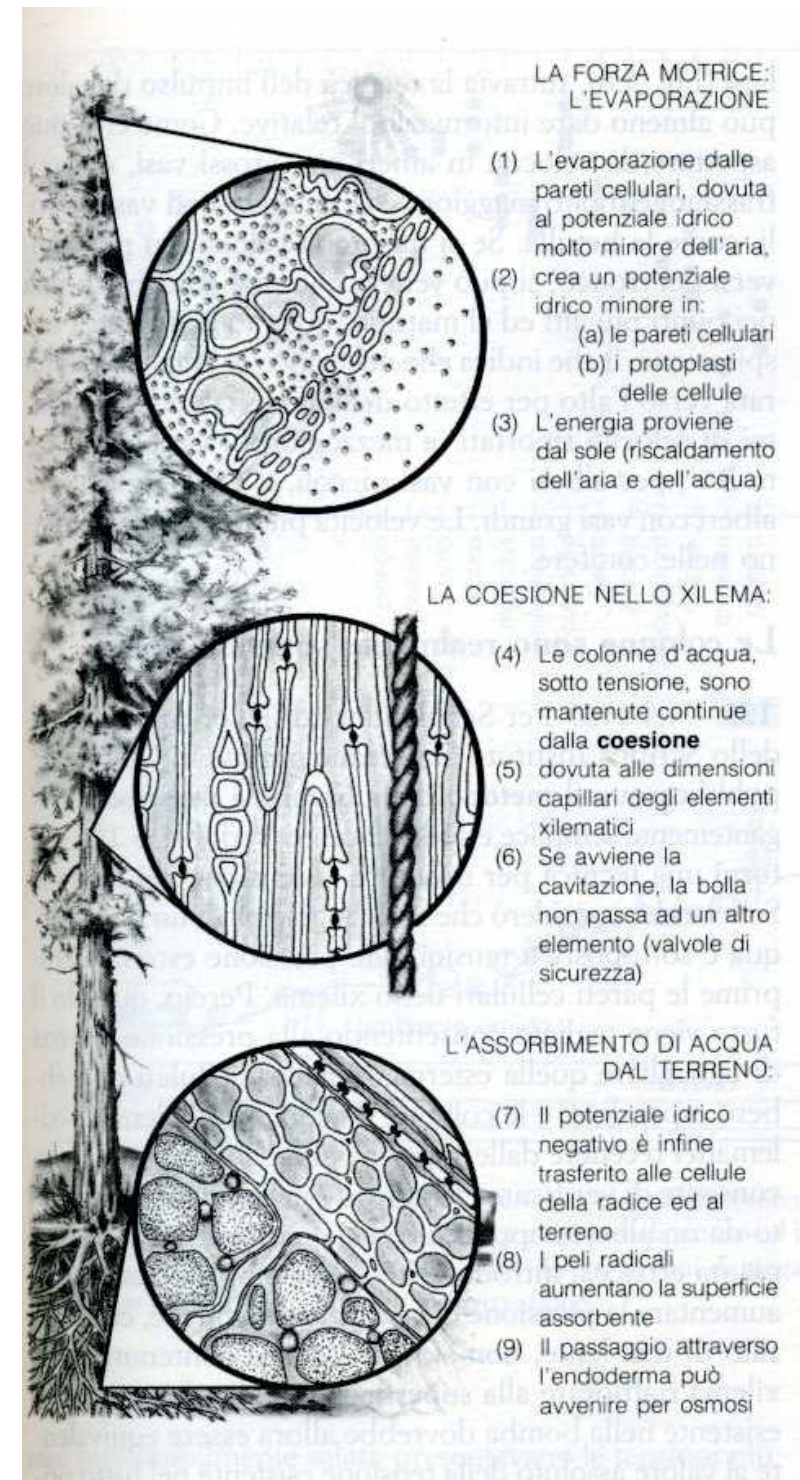 LA FORZA MOTRICE:
L'EVAPORAZIONE
(1) L'evaporazione dalle
pareti cellulari, dovuta
al potenziale idrico
molto minore dell'aria,
(2) crea un potenziale
idrico minore in:
(a) le pareti cellulari
(b) i protoplasti
delle cellule
(3) L'energia proviene
dal sole (riscaldamento
dell'aria e dell'acqua)
LA COESIONE NELLO XILEMA:
(4) Le colonne d'acqua,
sotto tensione, sono
mantenute continue
dalla coesione
(5) dovuta alle dimensioni
capillari degli elementi
xilematici
(6) Se avviene la
cavitazione, la bolla
non passa ad un altro
elemento (valvole di
sicurezza)
L'ASSORBIMENTO DI ACQUA
DAL TERRENO:
(7) Il potenziale idrico
negativo è infine
trasferito alle cellule
della radice ed al
terreno
(8) I peli radicali
aumentano la superficie
assorbente
(9) Il passaggio attraverso
l'endoderma può
avvenire per osmosi